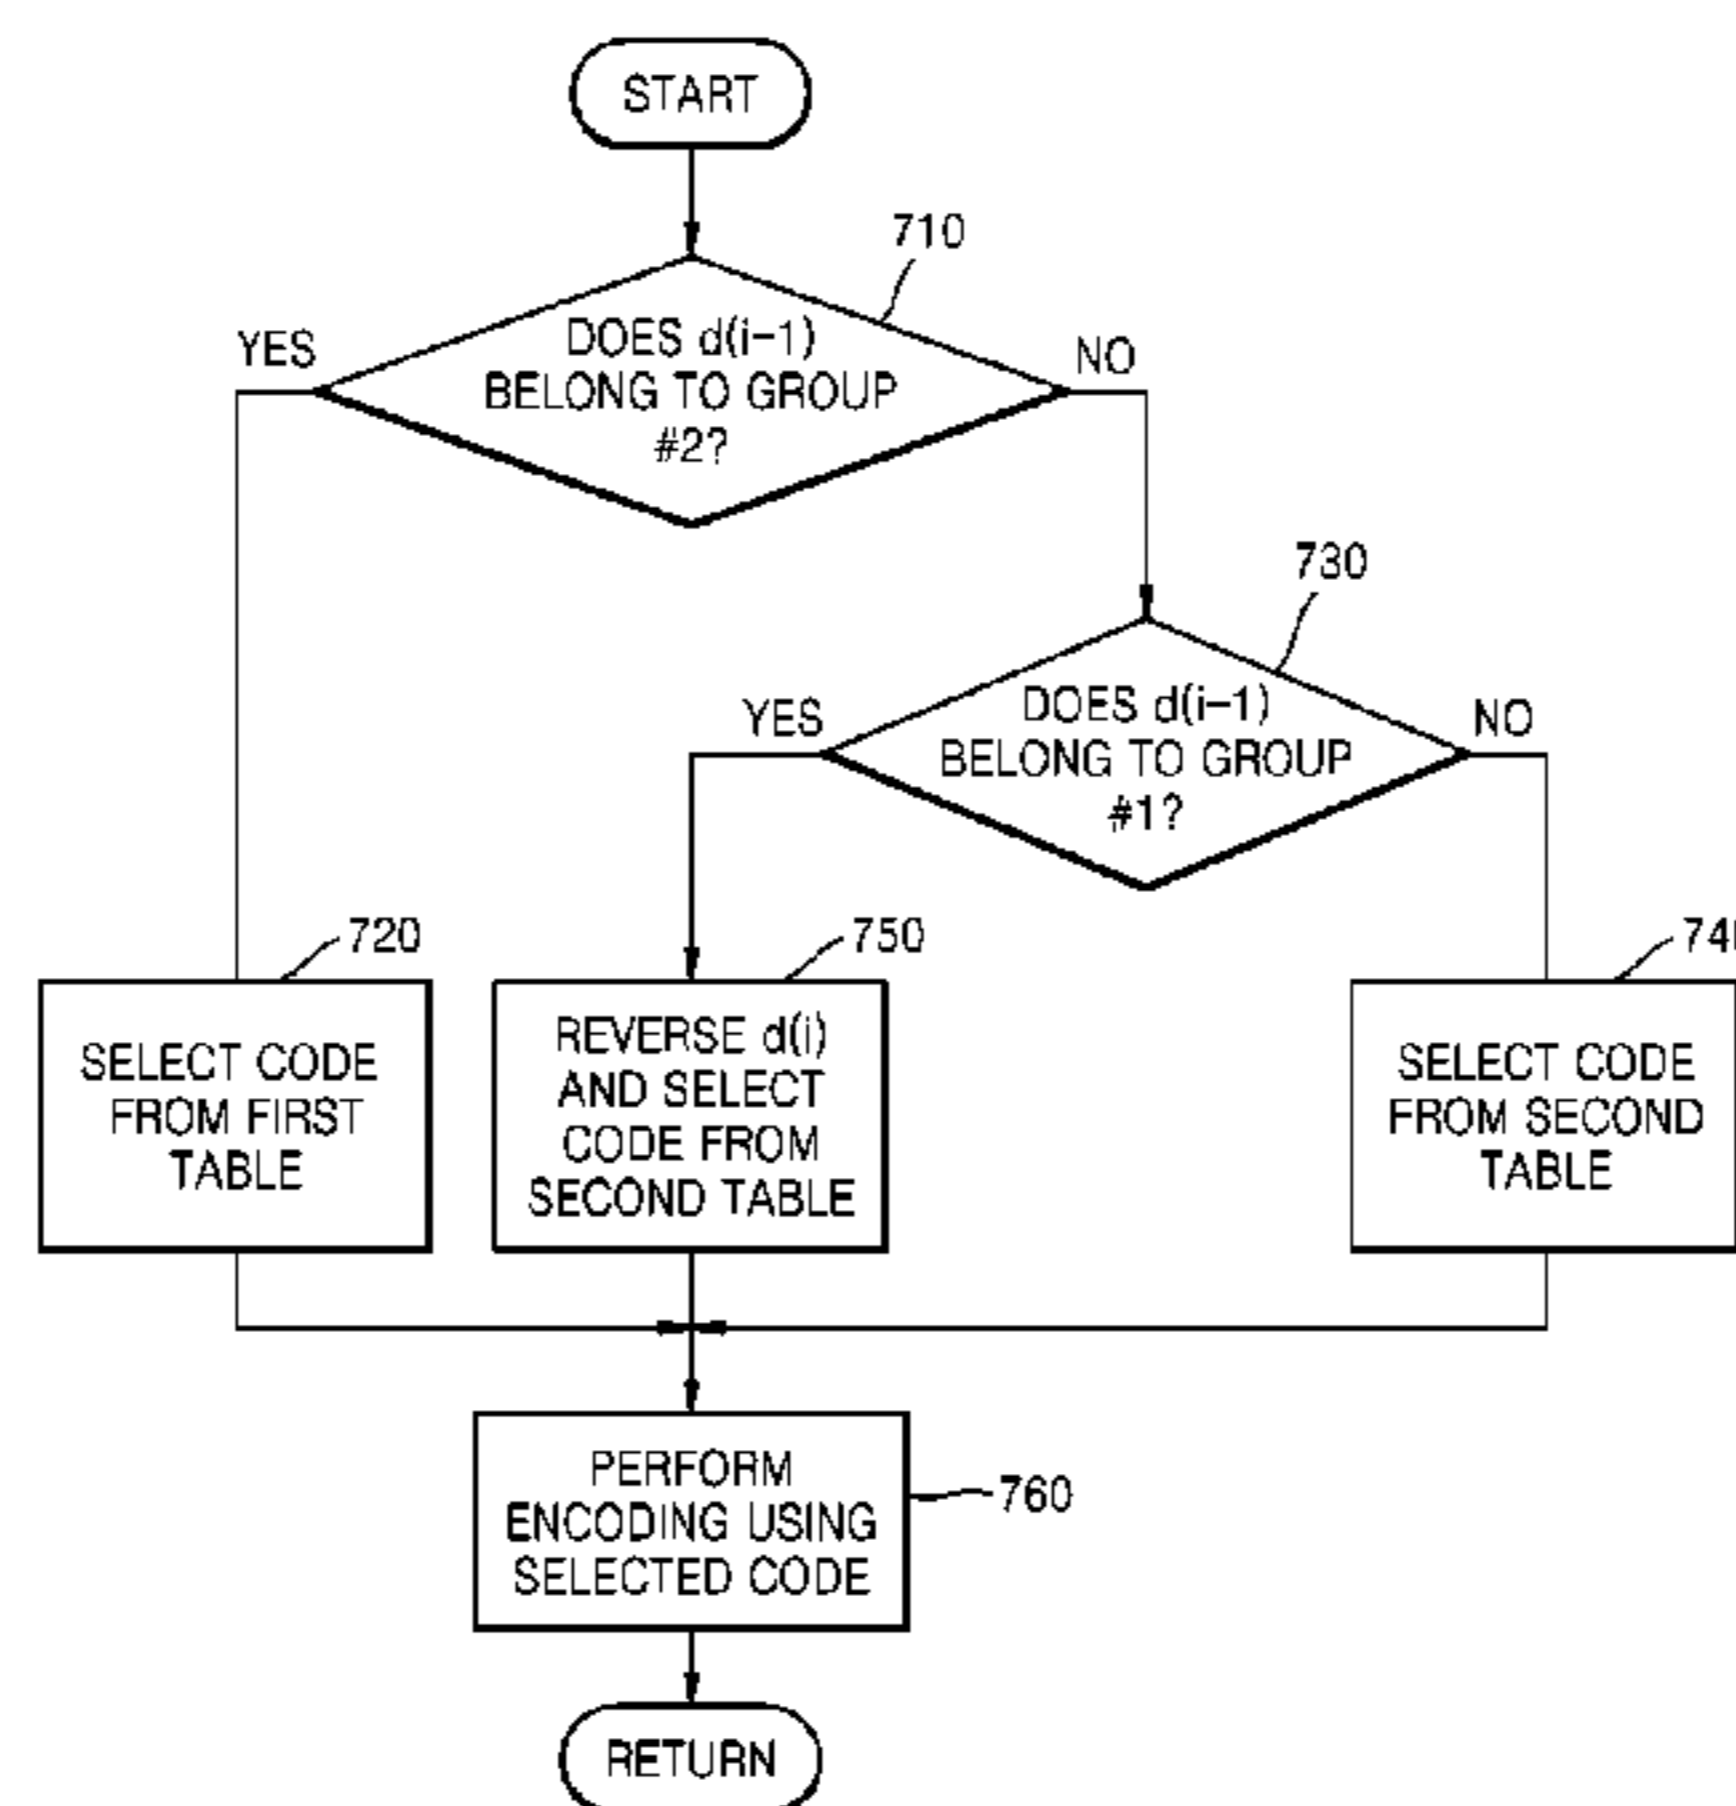 START
710
YES
DOES d(i-1)
BELONG TO GROUP
#2?
NO
730
YES
DOES d(i-1)
BELONG TO GROUP
#1?
NO
720
750
SELECT CODE
FROM FIRST
TABLE
REVERSE d(i)
AND SELECT
CODE FROM
SECOND TABLE
SELECT CODE
FROM SECOND
TABLE
PERFORM
ENCODING USING
SELECTED CODE
760
RETURN